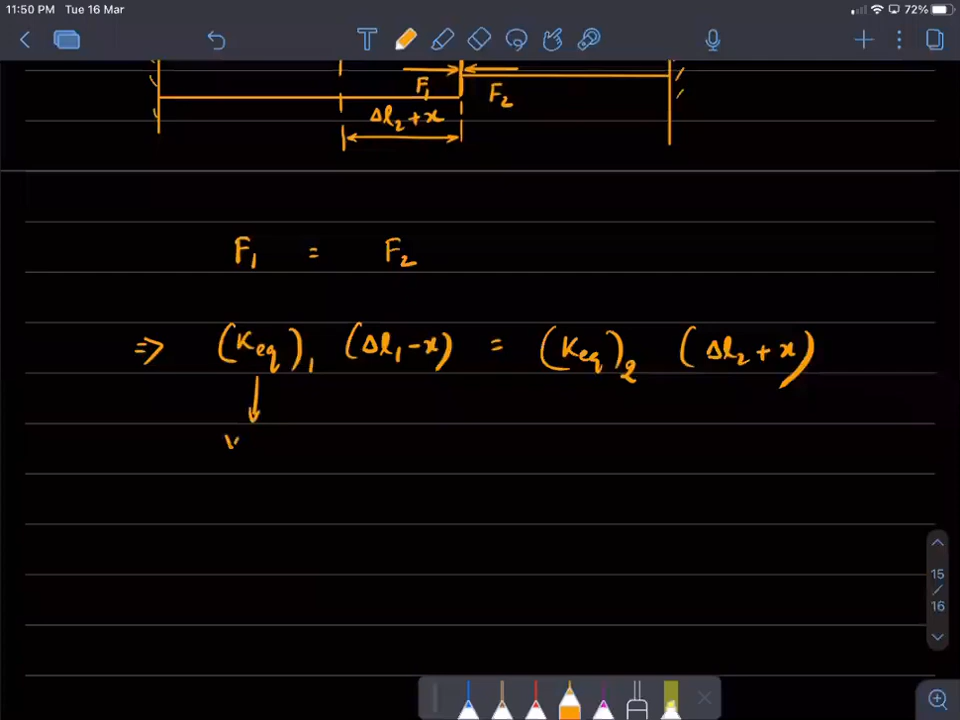 11:50 PM Tue 16 Mar 72%
T
F₁ F₂
Δl₂ + x
F₁ = F₂
=> (Keq)₁ (Δl₁ - x) = (Keq)₂ (Δl₂ + x)
15
/
16